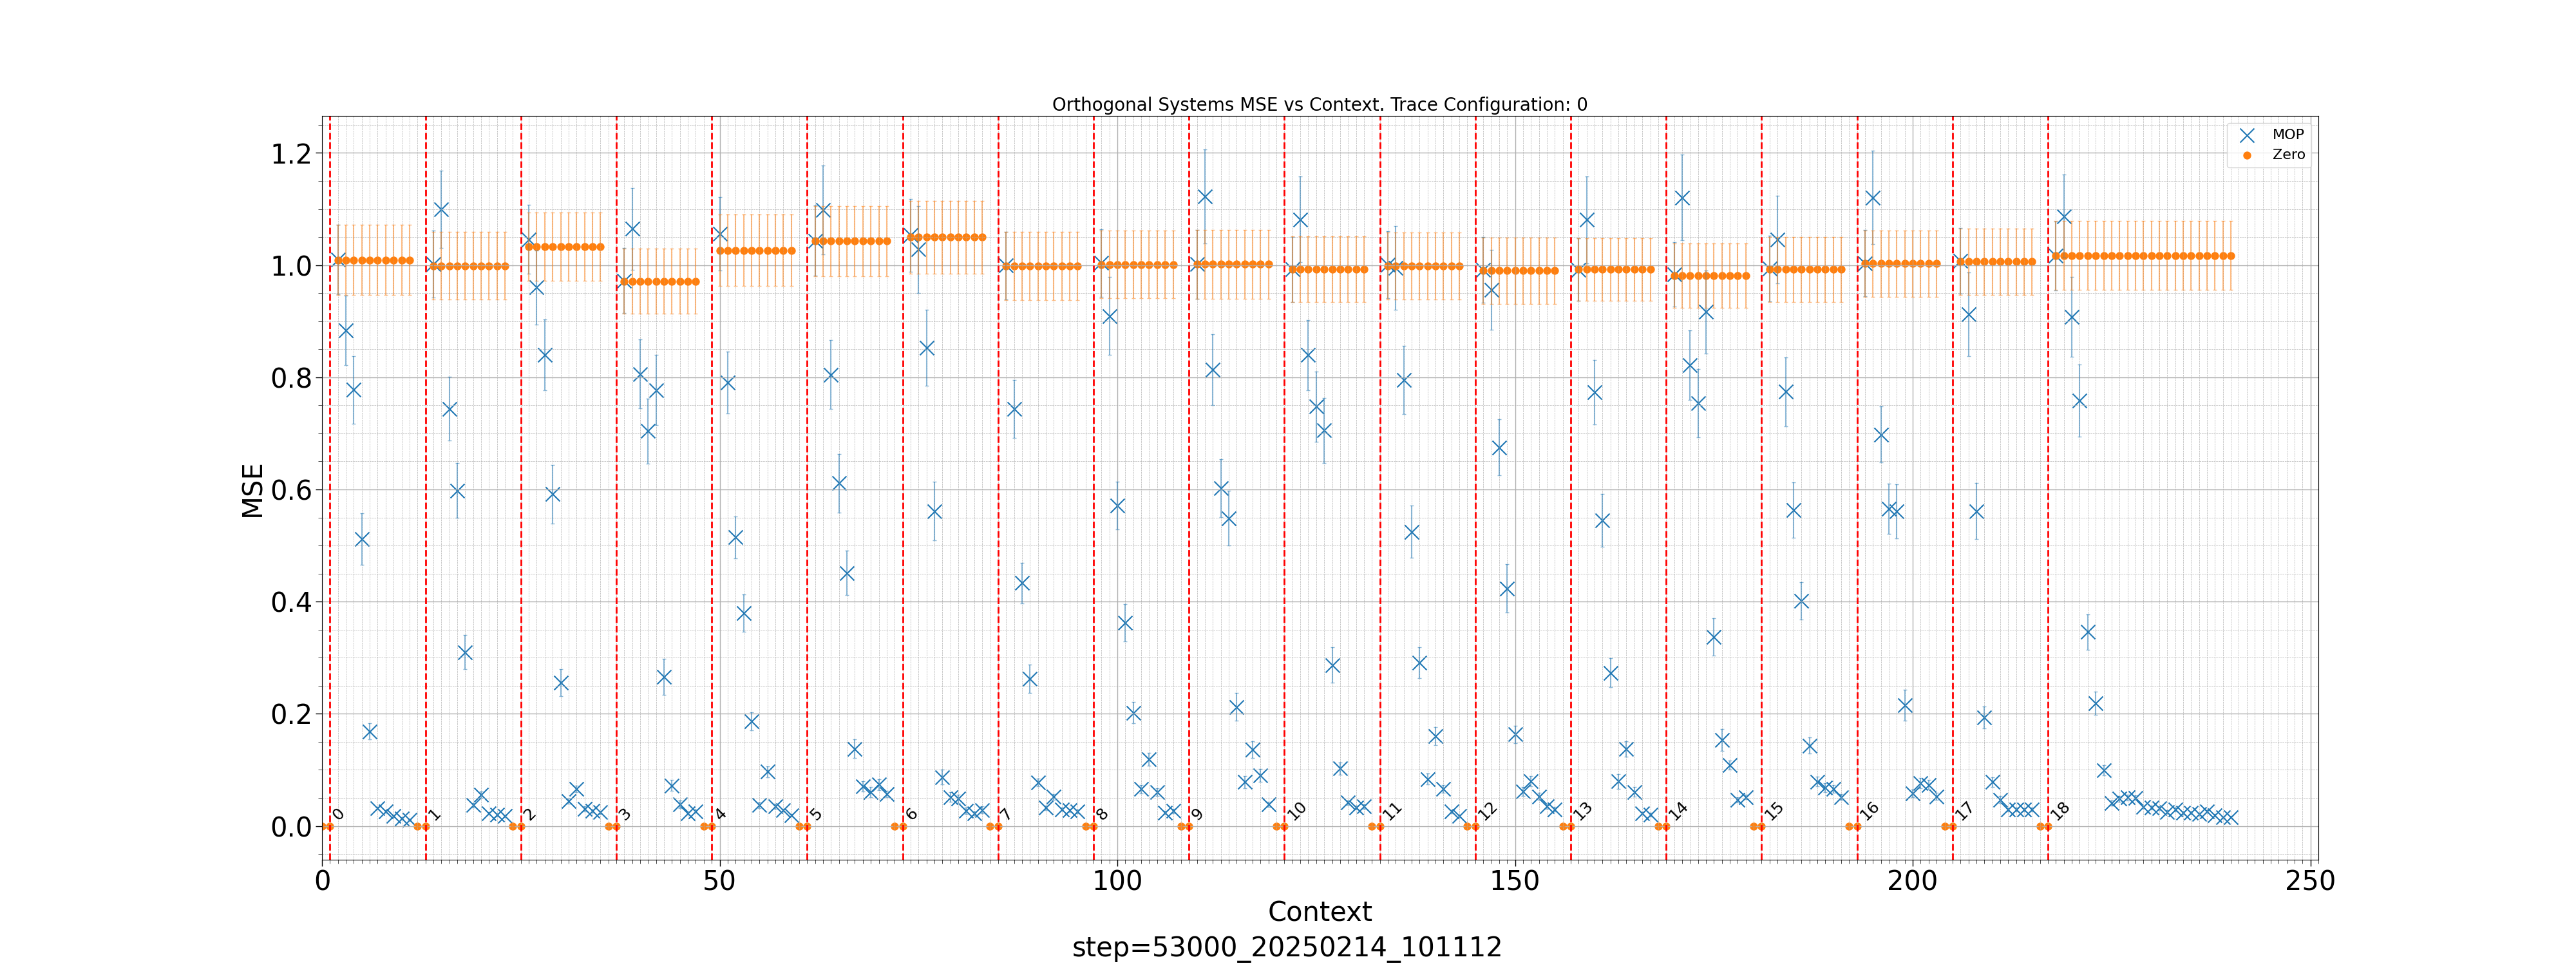 Orthogonal Systems MSE vs Context. Trace Configuration: 0
MOP
Zero
MSE
1.2
1.0
0.8
0.6
0.4
0.2
0.0
0 1 2 3 4 5 6 7 8 9 10 11 12 13 14 15 16 17 18
0 50 100 150 200 250
Context
step=53000_20250214_101112